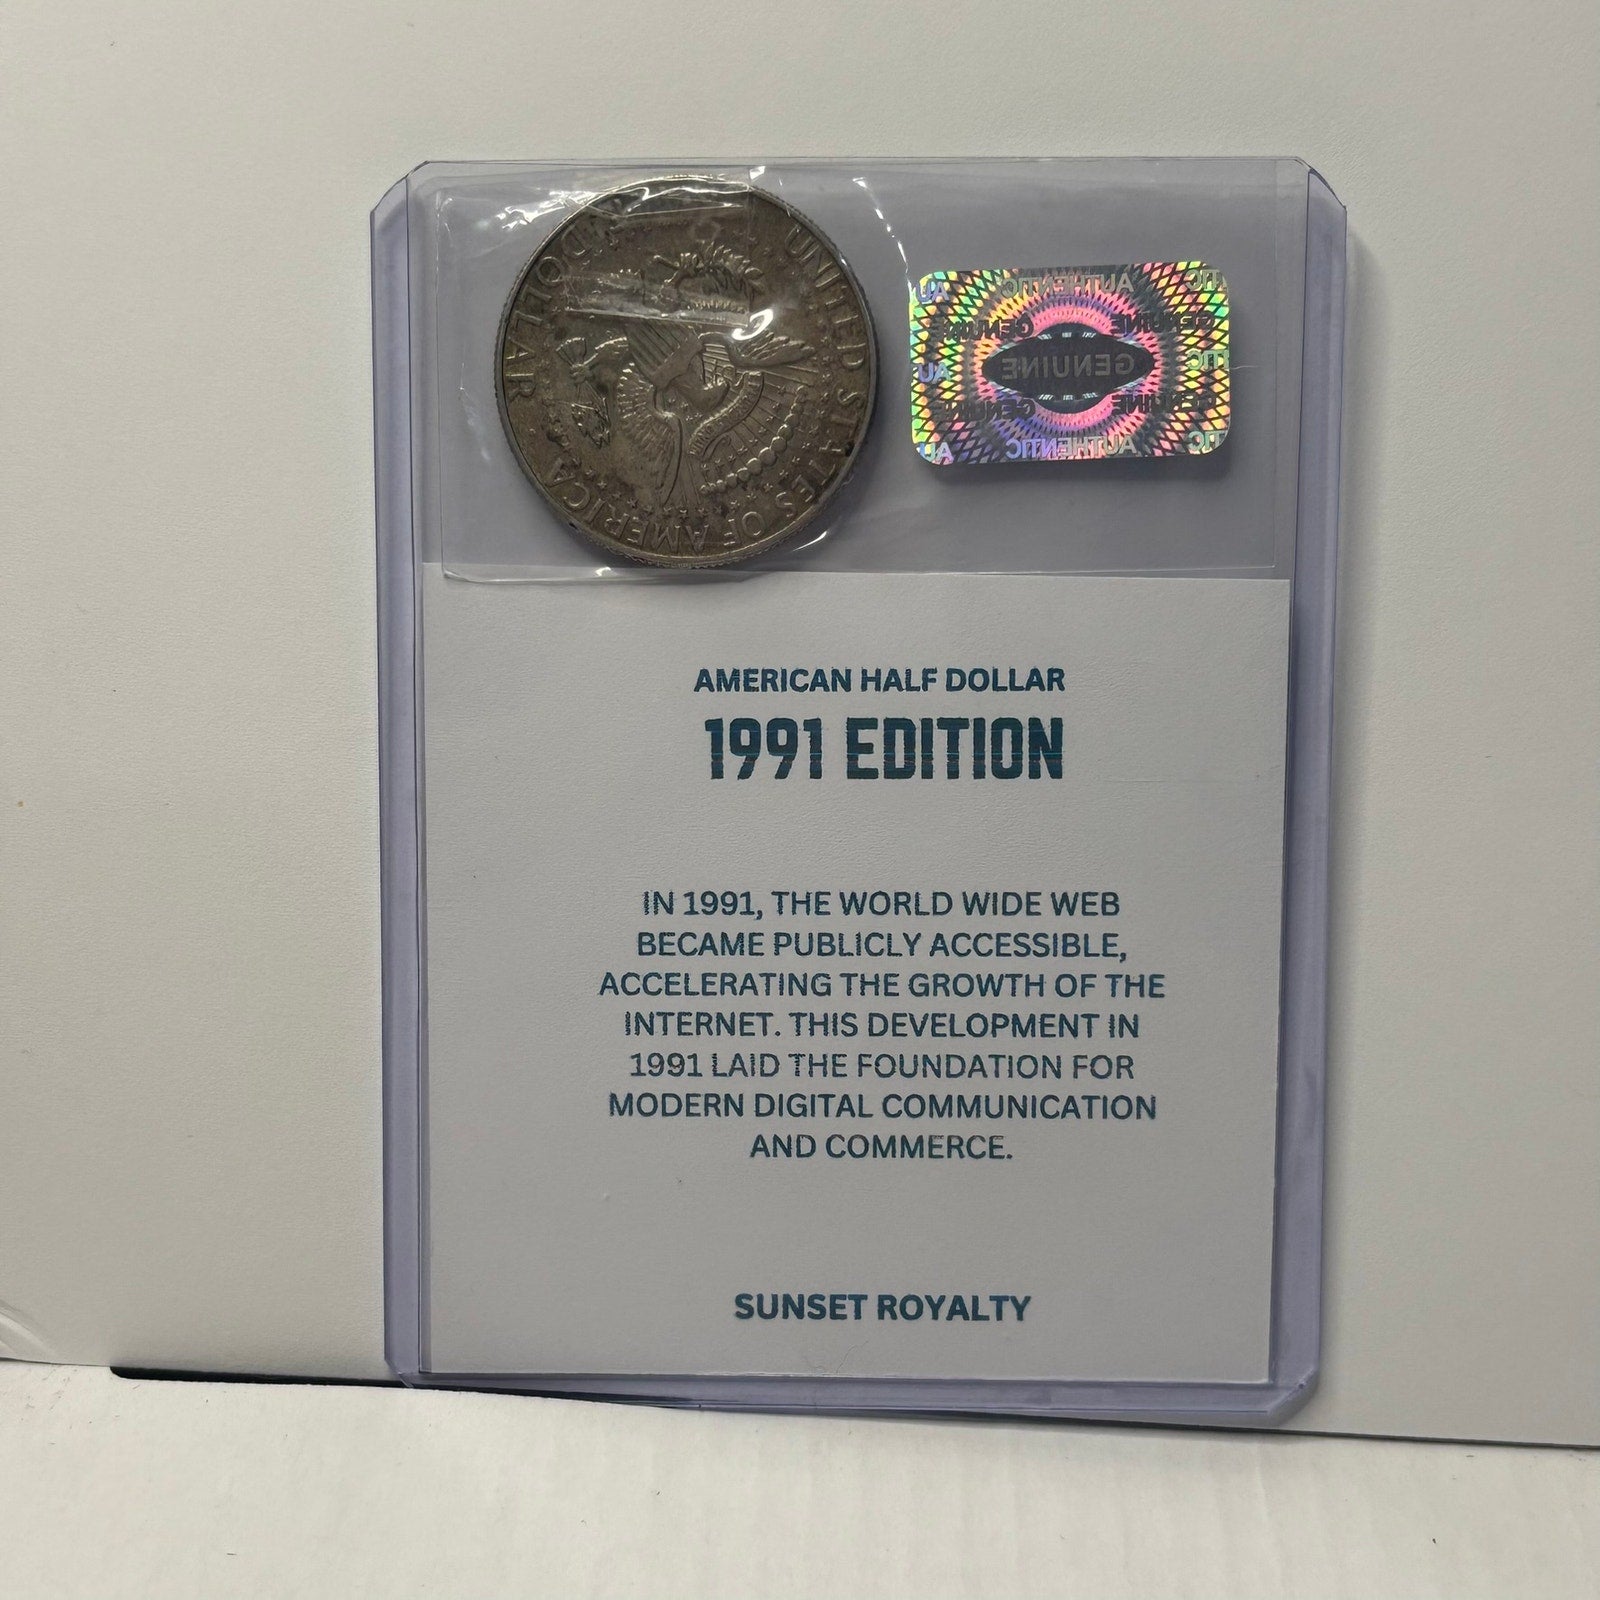 UNITED STATES OF AMERICA
DOLLAR
AUTHENTIC
GENUINE
GENUINE
GENUINE
GENUINE
GENUINE
AUTHENTIC
AMERICAN HALF DOLLAR
1991 EDITION
IN 1991, THE WORLD WIDE WEB
BECAME PUBLICLY ACCESSIBLE,
ACCELERATING THE GROWTH OF THE
INTERNET. THIS DEVELOPMENT IN
1991 LAID THE FOUNDATION FOR
MODERN DIGITAL COMMUNICATION
AND COMMERCE.
SUNSET ROYALTY